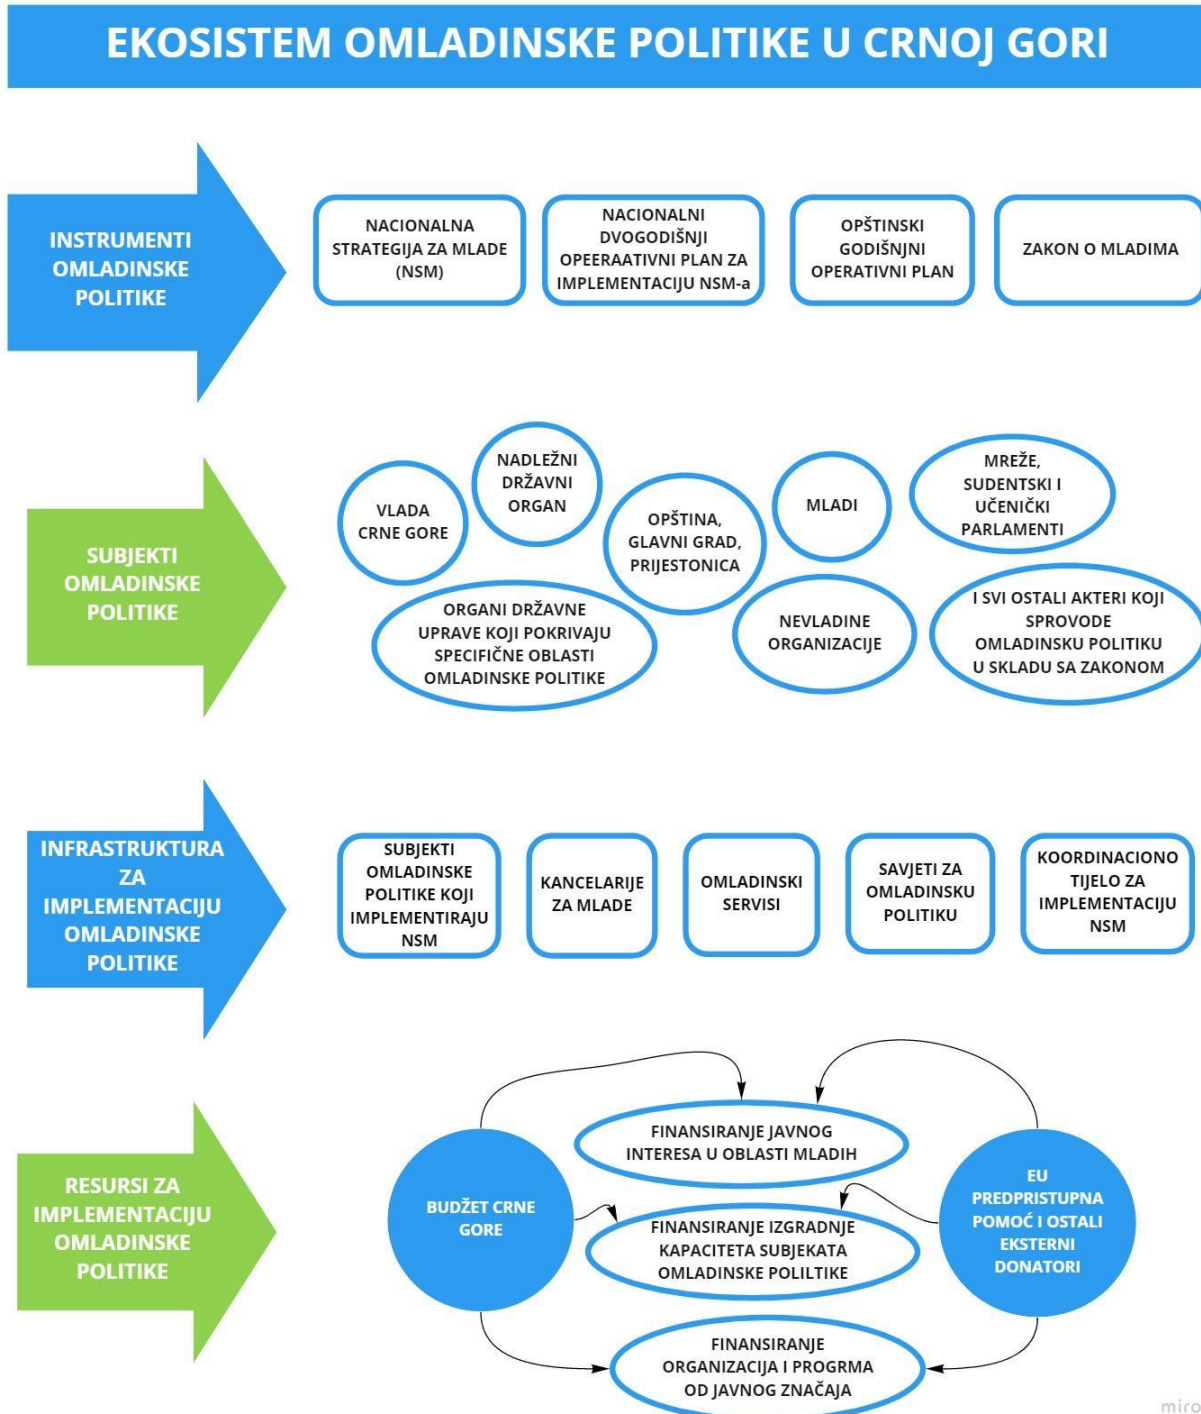 EKOSISTEM OMLADINSKE POLITIKE U CRNOJ GORI
INSTRUMENTI
OMLADINSKE
POLITIKE
NACIONALNA
STRATEGIJA ZA MLADE
(NSM)
NACIONALNI
DVOGODIŠNJI
OPEERAATIVNI PLAN ZA
IMPLEMENTACIJU NSM-a
OPŠTINSKI
GODIŠNJNI
OPERATIVNI PLAN
ZAKON O MLADIMA
SUBJEKTI
OMLADINSKE
POLITIKE
VLADA
CRNE GORE
NADLEŽNI
DRŽAVNI
ORGAN
OPŠTINA,
GLAVNI GRAD,
PRIJESTONICA
MLADI
MREŽE,
SUDENTSKI I
UČENIČKI
PARLAMENTI
ORGANI DRŽAVNE
UPRAVE KOJI POKRIVAJU
SPECIFIČNE OBLASTI
OMLADINSKE POLITIKE
NEVLADINE
ORGANIZACIJE
I SVI OSTALI AKTERI KOJI
SPROVODE
OMLADINSKU POLITIKU
U SKLADU SA ZAKONOM
INFRASTRUKTURA
ZA
IMPLEMENTACIJU
OMLADINSKE
POLITIKE
SUBJEKTI
OMLADINSKE
POLITIKE KOJI
IMPLEMENTIRAJU
NSM
KANCELARIJE
ZA MLADE
OMLADINSKI
SERVISI
SAVJETI ZA
OMLADINSKU
POLITIKU
KOORDINACIONO
TIJELO ZA
IMPLEMENTACIJU
NSM
RESURSI ZA
IMPLEMENTACIJU
OMLADINSKE
POLITIKE
BUDŽET CRNE
GORE
FINANSIRANJE JAVNOG
INTERESA U OBLASTI MLADIH
FINANSIRANJE IZGRADNJE
KAPACITETA SUBJEKATA
OMLADINSKE POLILTIKE
FINANSIRANJE
ORGANIZACIJA I PROGRMA
OD JAVNOG ZNAČAJA
EU
PREDPRISTUPNA
POMOĆ I OSTALI
EKSTERNI
DONATORI
miro